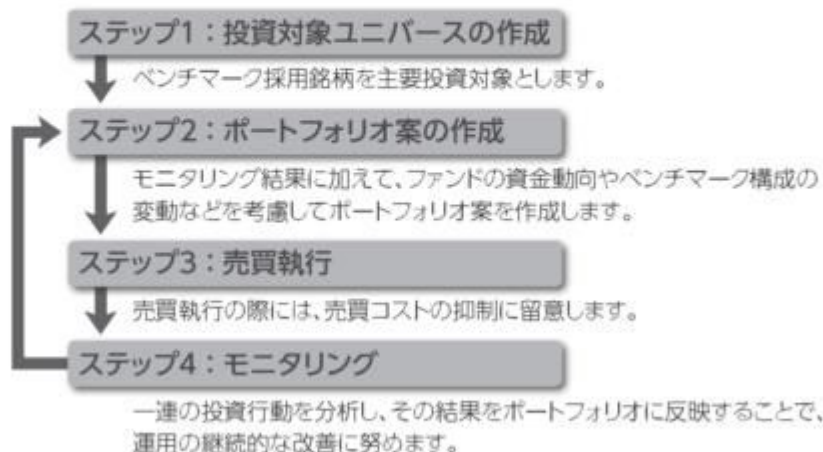 ステップ1：投資対象ユニバースの作成
ベンチマーク採用銘柄を主要投資対象とします。
ステップ2：ポートフォリオ案の作成
モニタリング結果に加えて、ファンドの資金動向やベンチマーク構成の
変動などを考慮してポートフォリオ案を作成します。
ステップ3：売買執行
売買執行の際には、売買コストの抑制に留意します。
ステップ4：モニタリング
一連の投資行動を分析し、その結果をポートフォリオに反映することで、
運用の継続的な改善に努めます。